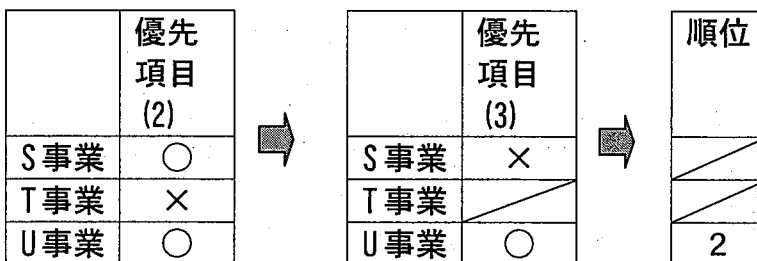 優先
項目
(2)
S事業 ○
T事業 ×
U事業 ○
優先
項目
(3)
S事業 ×
T事業
U事業 ○
順位
2